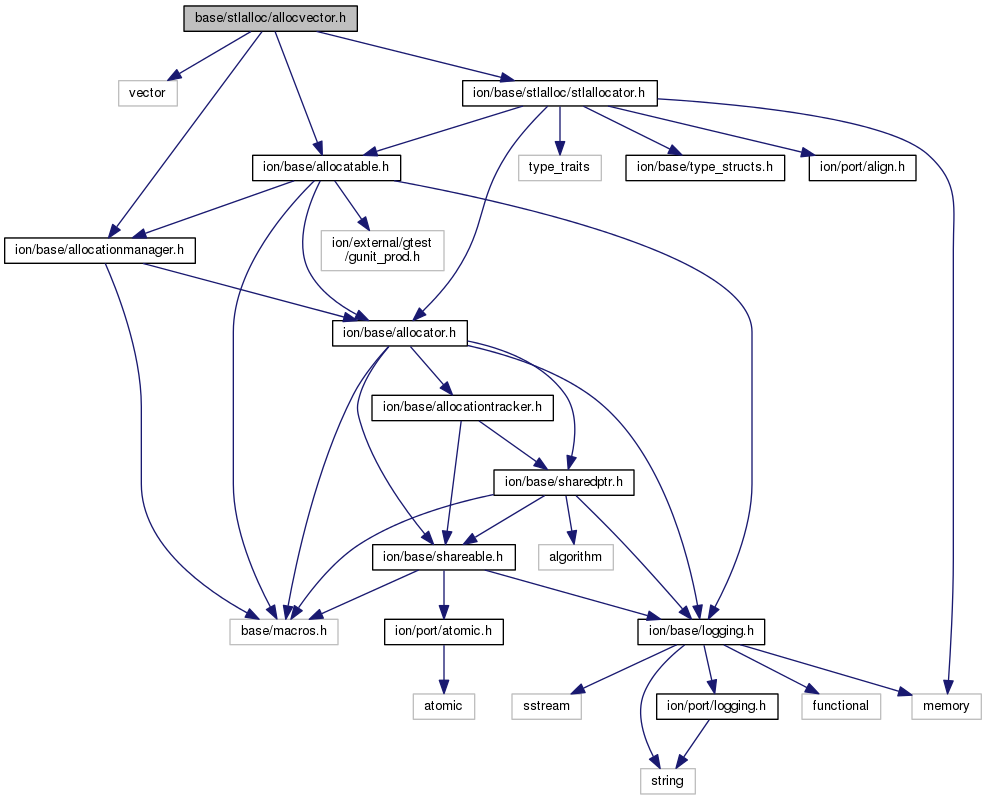 base/stlalloc/allocvector.h
vector
ion/base/stlalloc/stlallocator.h
ion/base/allocatable.h
type_traits
ion/base/type_structs.h
ion/port/align.h
ion/base/allocationmanager.h
ion/external/gtest
/gunit_prod.h
ion/base/allocator.h
ion/base/allocationtracker.h
ion/base/sharedptr.h
ion/base/shareable.h
algorithm
base/macros.h
ion/port/atomic.h
ion/base/logging.h
atomic
sstream
ion/port/logging.h
functional
memory
string